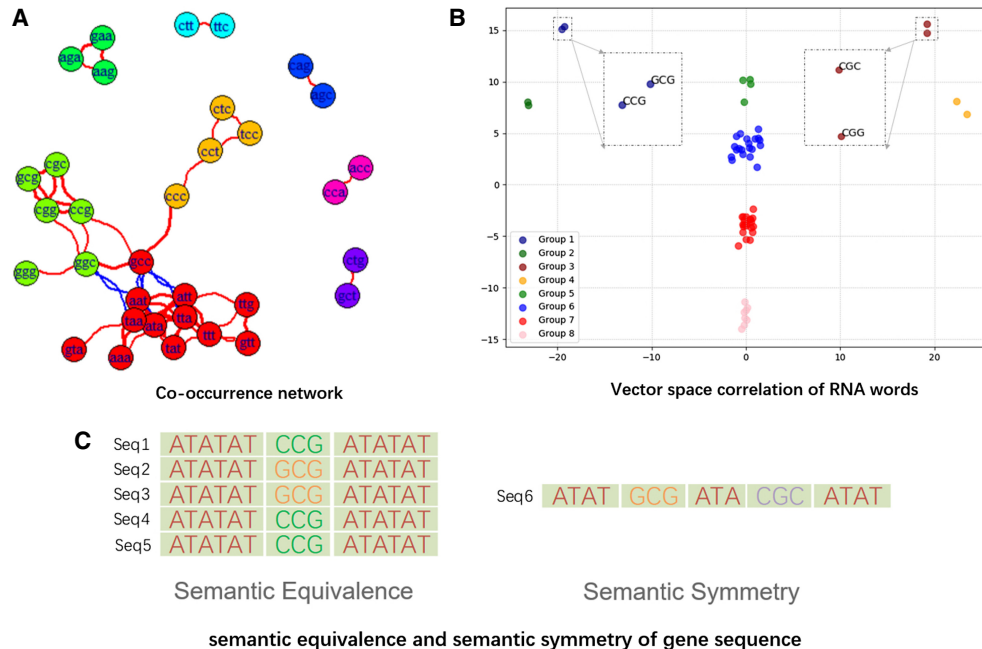 A
gaa
aga
aag
ctt
ttc
cag
agc
ctc
tcc
cct
ccc
acc
cca
cgc
gcg
cgg
ccg
ggg
ggc
gcc
ctg
gct
aat
att
taa
ata
tta
ttg
gta
aaa
tat
ttt
gtt
Co-occurrence network
B
15
10
5
0
−5
−10
−15
−20
−10
0
10
20
GCG
CCG
CGC
CGG
Group 1
Group 2
Group 3
Group 4
Group 5
Group 6
Group 7
Group 8
Vector space correlation of RNA words
C
Seq1 ATATAT CCG ATATAT
Seq2 ATATAT GCG ATATAT
Seq3 ATATAT GCG ATATAT
Seq4 ATATAT CCG ATATAT
Seq5 ATATAT CCG ATATAT
Semantic Equivalence
Seq6 ATAT GCG ATA CGC ATAT
Semantic Symmetry
semantic equivalence and semantic symmetry of gene sequence